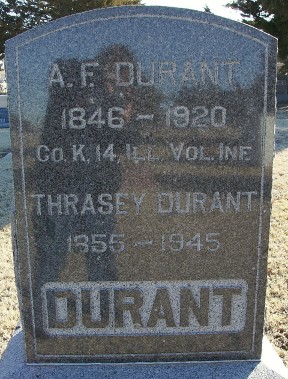 A. F. DURANT
1846 – 1920
CO. K, 14, ILL. VOL. INF
THRASEY DURANT
1855 – 1945
DURANT